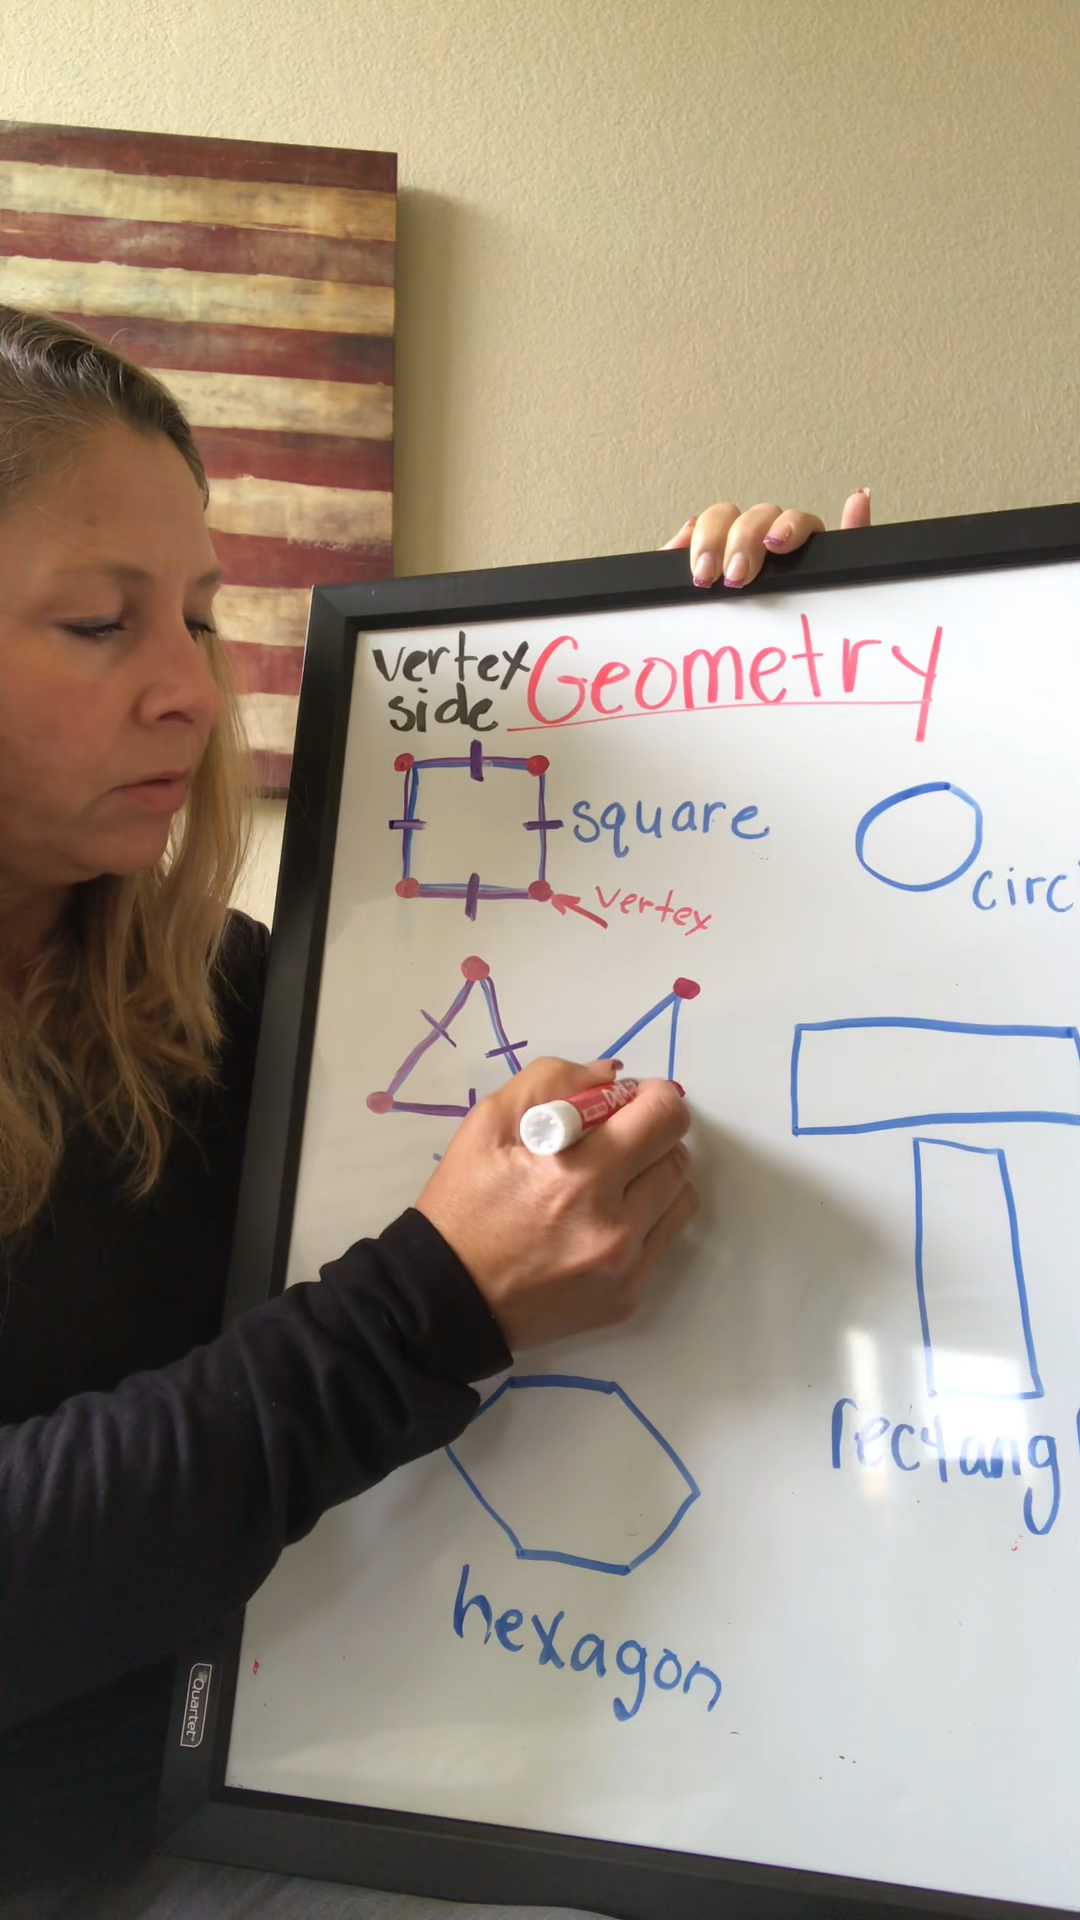 vertex Geometry
side
square
circ
vertex
rectang
hexagon
Quartet